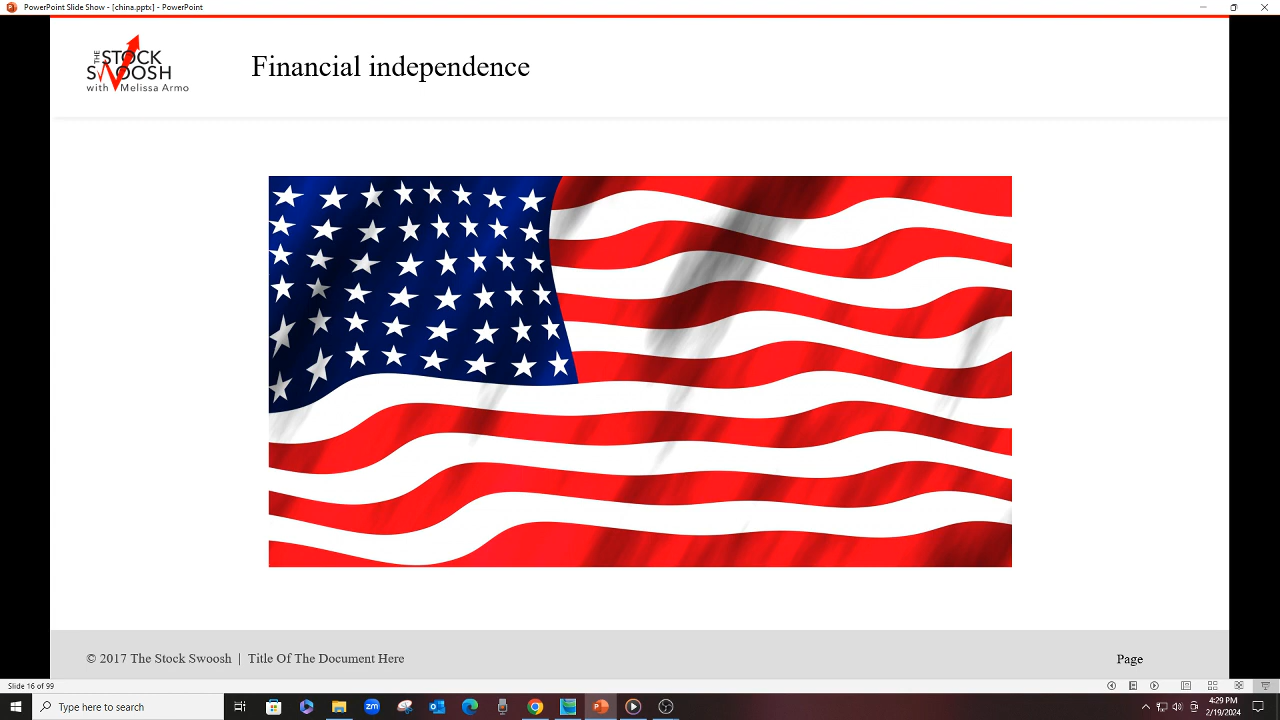 PowerPoint Slide Show - [china.pptx] - PowerPoint
THE STOCK
SWOOSH
with Melissa Armo
Financial independence
© 2017 The Stock Swoosh | Title Of The Document Here
Page
Slide 16 of 99
Type here to search
zm
4:29 PM
2/19/2024